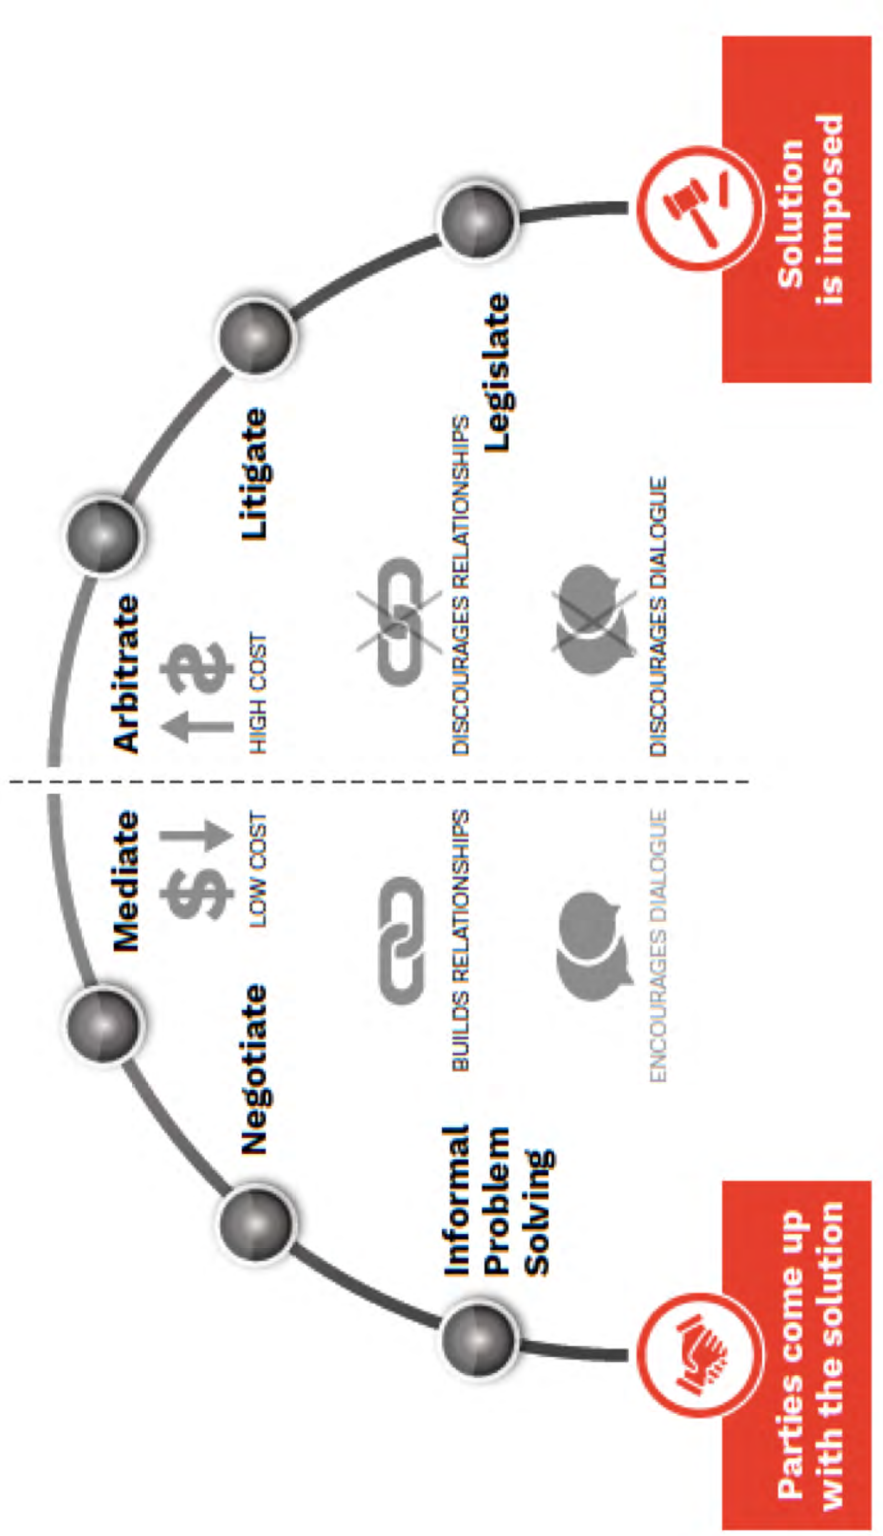 Mediate
Arbitrate
LOW COST
HIGH COST
Negotiate
Litigate
BUILDS RELATIONSHIPS
DISCOURAGES RELATIONSHIPS
Informal
Problem
Solving
Legislate
ENCOURAGES DIALOGUE
DISCOURAGES DIALOGUE
Parties come up
with the solution
Solution
is imposed